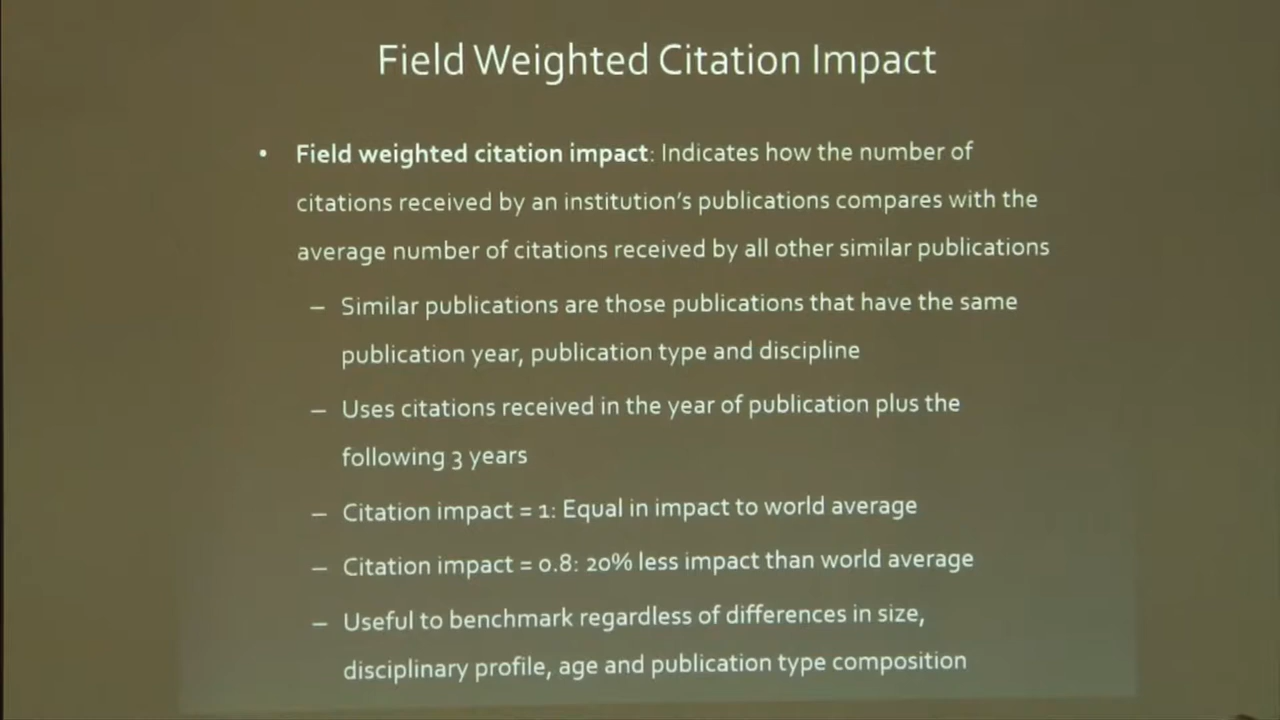 Field Weighted Citation Impact
• Field weighted citation impact: Indicates how the number of
citations received by an institution's publications compares with the
average number of citations received by all other similar publications
– Similar publications are those publications that have the same
publication year, publication type and discipline
– Uses citations received in the year of publication plus the
following 3 years
– Citation impact = 1: Equal in impact to world average
– Citation impact = 0.8: 20% less impact than world average
– Useful to benchmark regardless of differences in size,
disciplinary profile, age and publication type composition